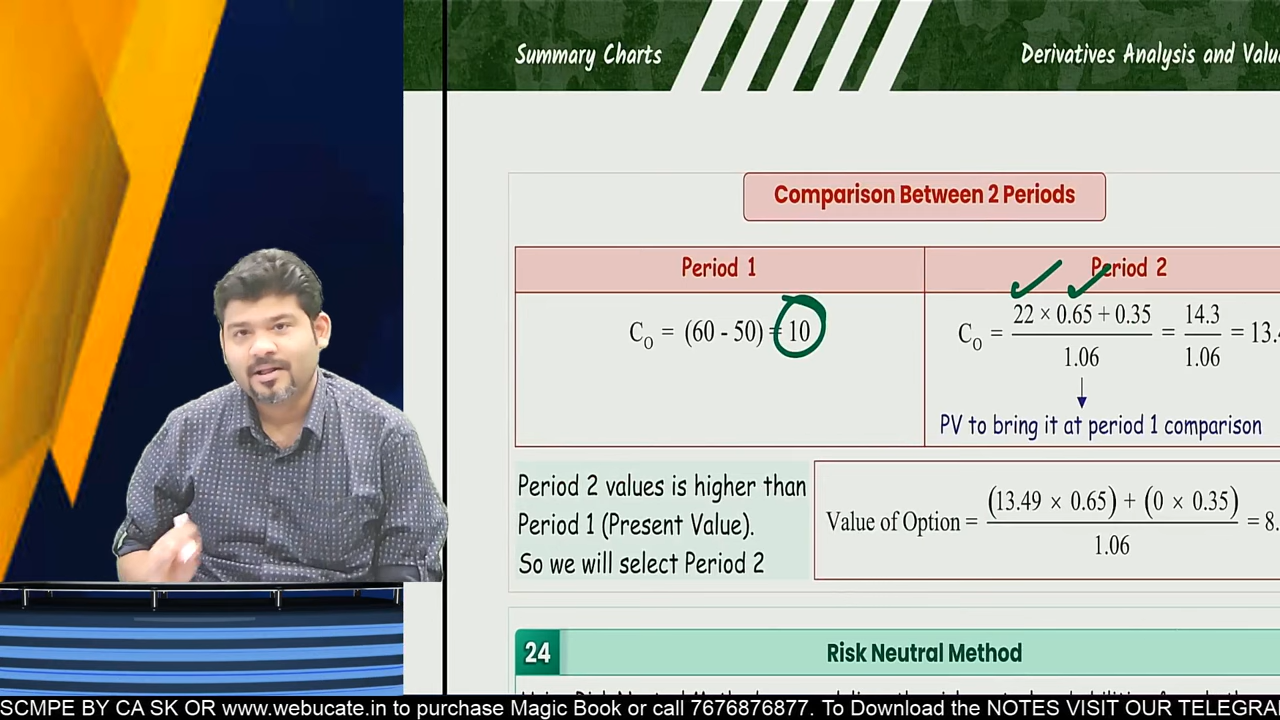 Summary Charts
Derivatives Analysis and
Comparison Between 2 Periods
Period 1
Period 2
C₀ = (60 - 50) = 10
C₀ = (22 × 0.65 + 0.35) / 1.06 = 14.3 / 1.06 = 13.4
PV to bring it at period 1 comparison
Period 2 values is higher than
Period 1 (Present Value).
So we will select Period 2
Value of Option = ((13.49 × 0.65) + (0 × 0.35)) / 1.06 = 8.
24
Risk Neutral Method
SCMPE BY CA SK OR www.webucate.in to purchase Magic Book or call 7676876877. To Download the NOTES VISIT OUR TELEGRA